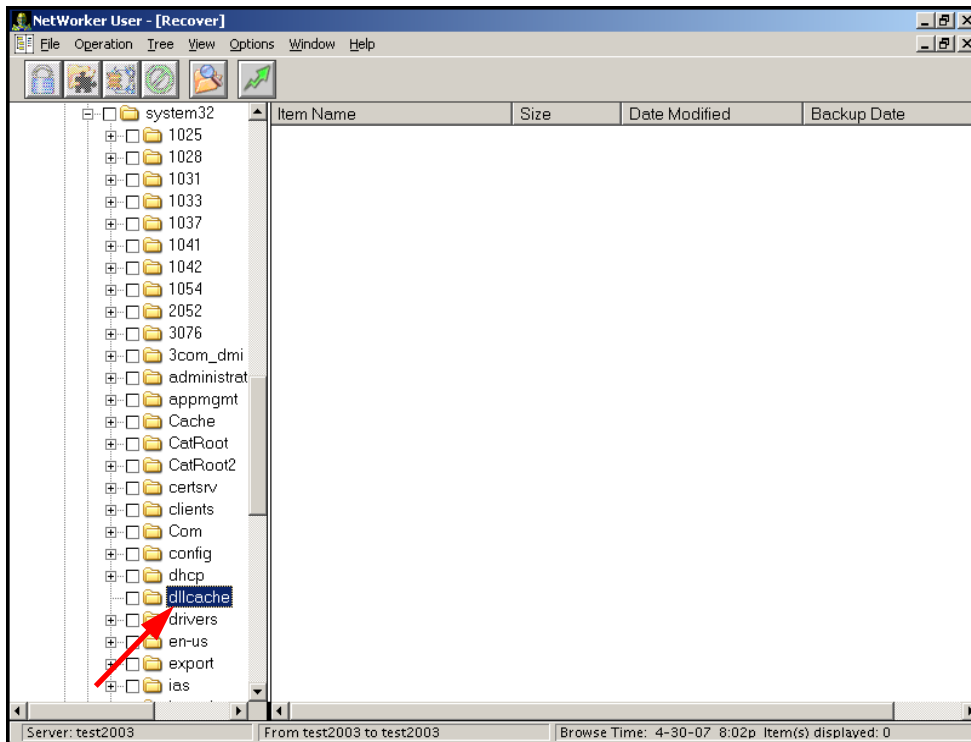 NetWorker User - [Recover]
File Operation Tree View Options Window Help
Item Name Size Date Modified Backup Date
system32
1025
1028
1031
1033
1037
1041
1042
1054
2052
3076
3com_dmi
administrat
appmgmt
Cache
CatRoot
CatRoot2
certsrv
clients
Com
config
dhcp
dllcache
drivers
en-us
export
ias
Server: test2003 From test2003 to test2003 Browse Time: 4-30-07 8:02p Item(s) displayed: 0